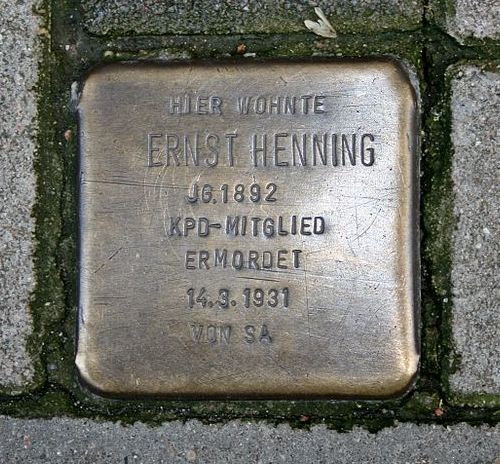 HIER WOHNTE
ERNST HENNING
JG.1892
KPD-MITGLIED
ERMORDET
14.3.1931
VON SA